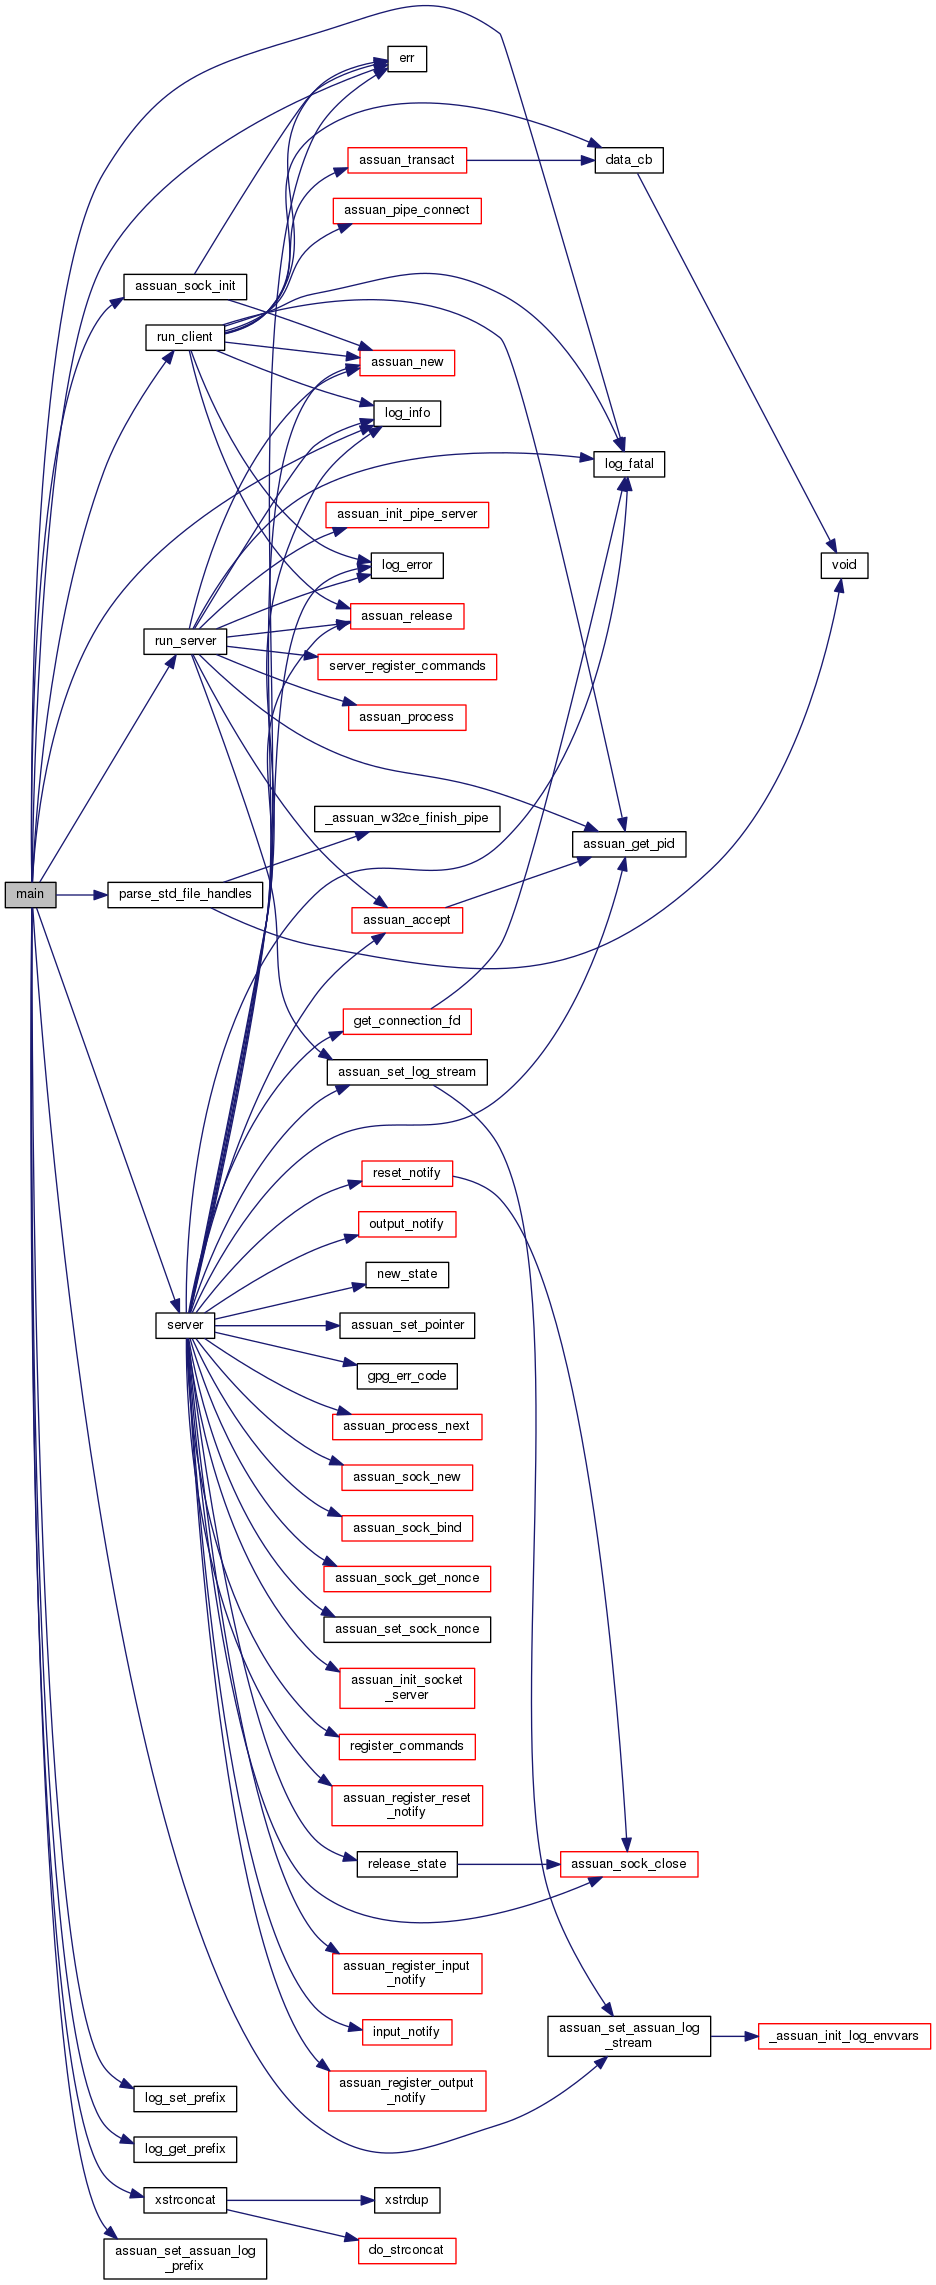 err
assuan_transact
data_cb
assuan_pipe_connect
assuan_sock_init
run_client
assuan_new
log_info
log_fatal
assuan_init_pipe_server
log_error
void
assuan_release
run_server
server_register_commands
assuan_process
_assuan_w32ce_finish_pipe
assuan_get_pid
main
parse_std_file_handles
assuan_accept
get_connection_fd
assuan_set_log_stream
reset_notify
output_notify
new_state
server
assuan_set_pointer
gpg_err_code
assuan_process_next
assuan_sock_new
assuan_sock_bind
assuan_sock_get_nonce
assuan_set_sock_nonce
assuan_init_socket
_server
register_commands
assuan_register_reset
_notify
release_state
assuan_sock_close
assuan_register_input
_notify
input_notify
assuan_set_assuan_log
_stream
_assuan_init_log_envvars
assuan_register_output
_notify
log_set_prefix
log_get_prefix
xstrconcat
xstrdup
do_strconcat
assuan_set_assuan_log
_prefix